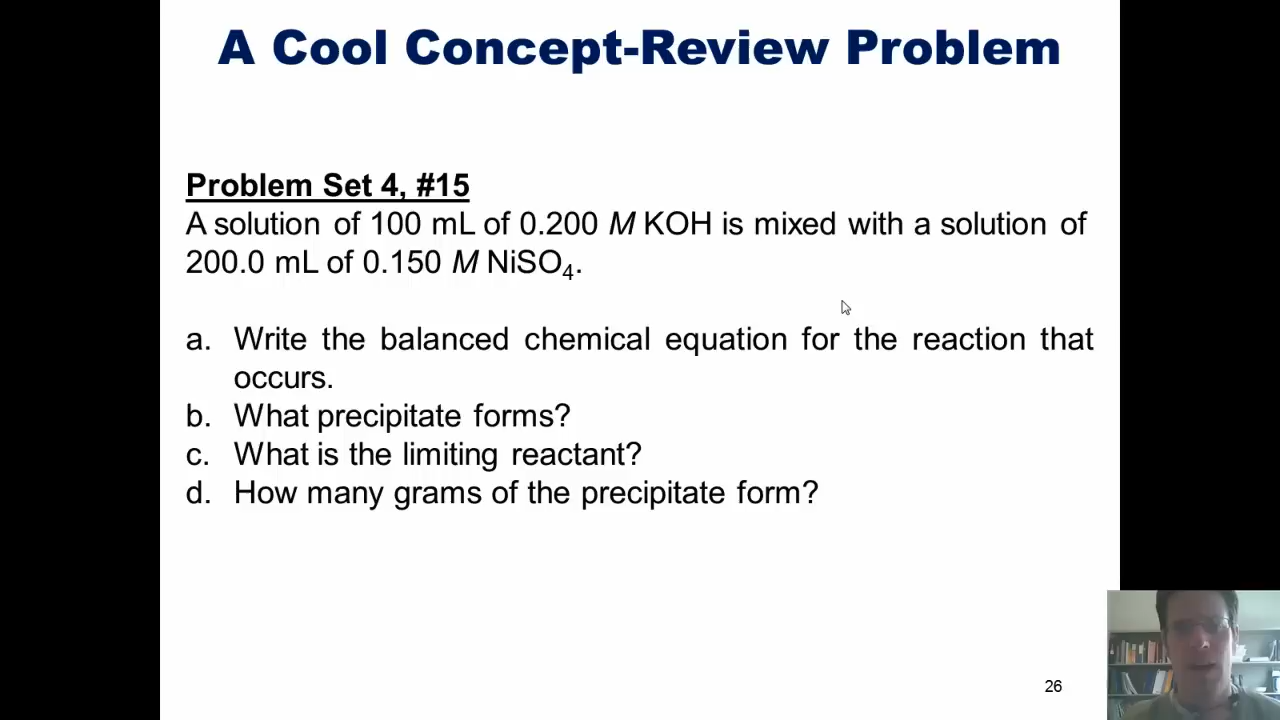 A Cool Concept-Review Problem
Problem Set 4, #15
A solution of 100 mL of 0.200 M KOH is mixed with a solution of
200.0 mL of 0.150 M NiSO₄.
a. Write the balanced chemical equation for the reaction that
occurs.
b. What precipitate forms?
c. What is the limiting reactant?
d. How many grams of the precipitate form?
26